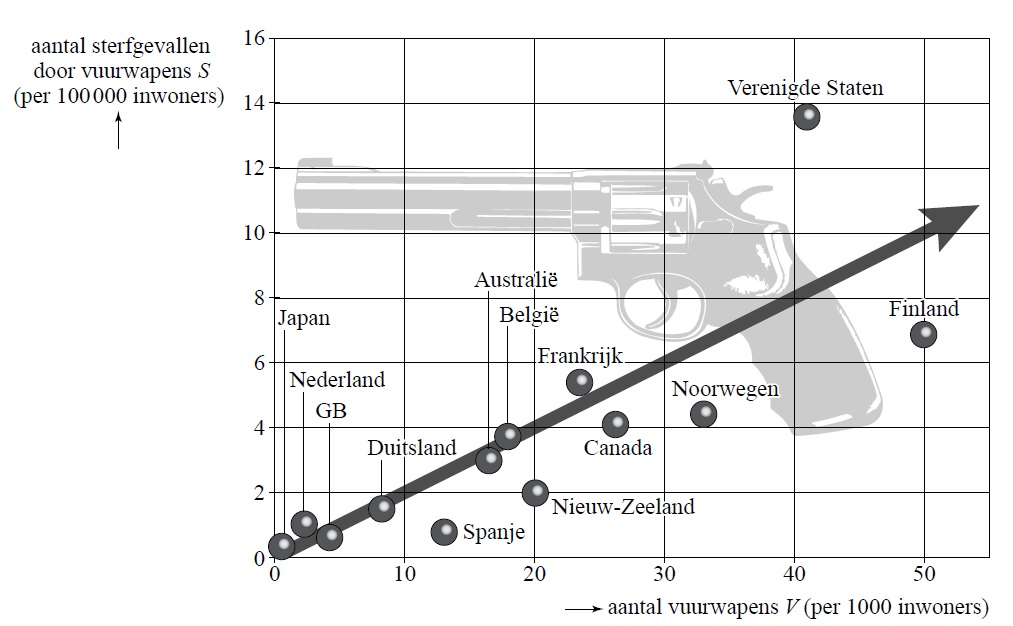 aantal sterfgevallen
door vuurwapens S
(per 100 000 inwoners)
16
14
12
10
8
6
4
2
0
Verenigde Staten
Australië
België
Finland
Japan
Frankrijk
Nederland
Noorwegen
GB
Duitsland
Canada
Nieuw-Zeeland
Spanje
0 10 20 30 40 50
aantal vuurwapens V (per 1000 inwoners)